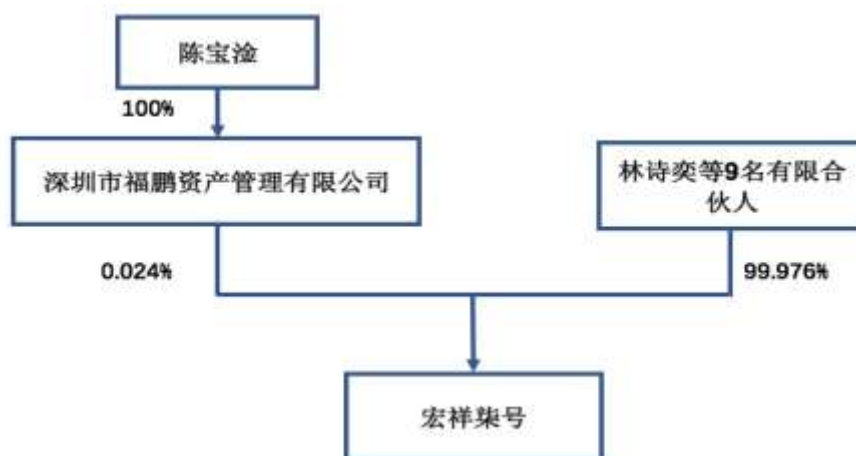 陈宝淦
100%
深圳市福鹏资产管理有限公司
林诗奕等9名有限合
伙人
0.024%
99.976%
宏祥柒号